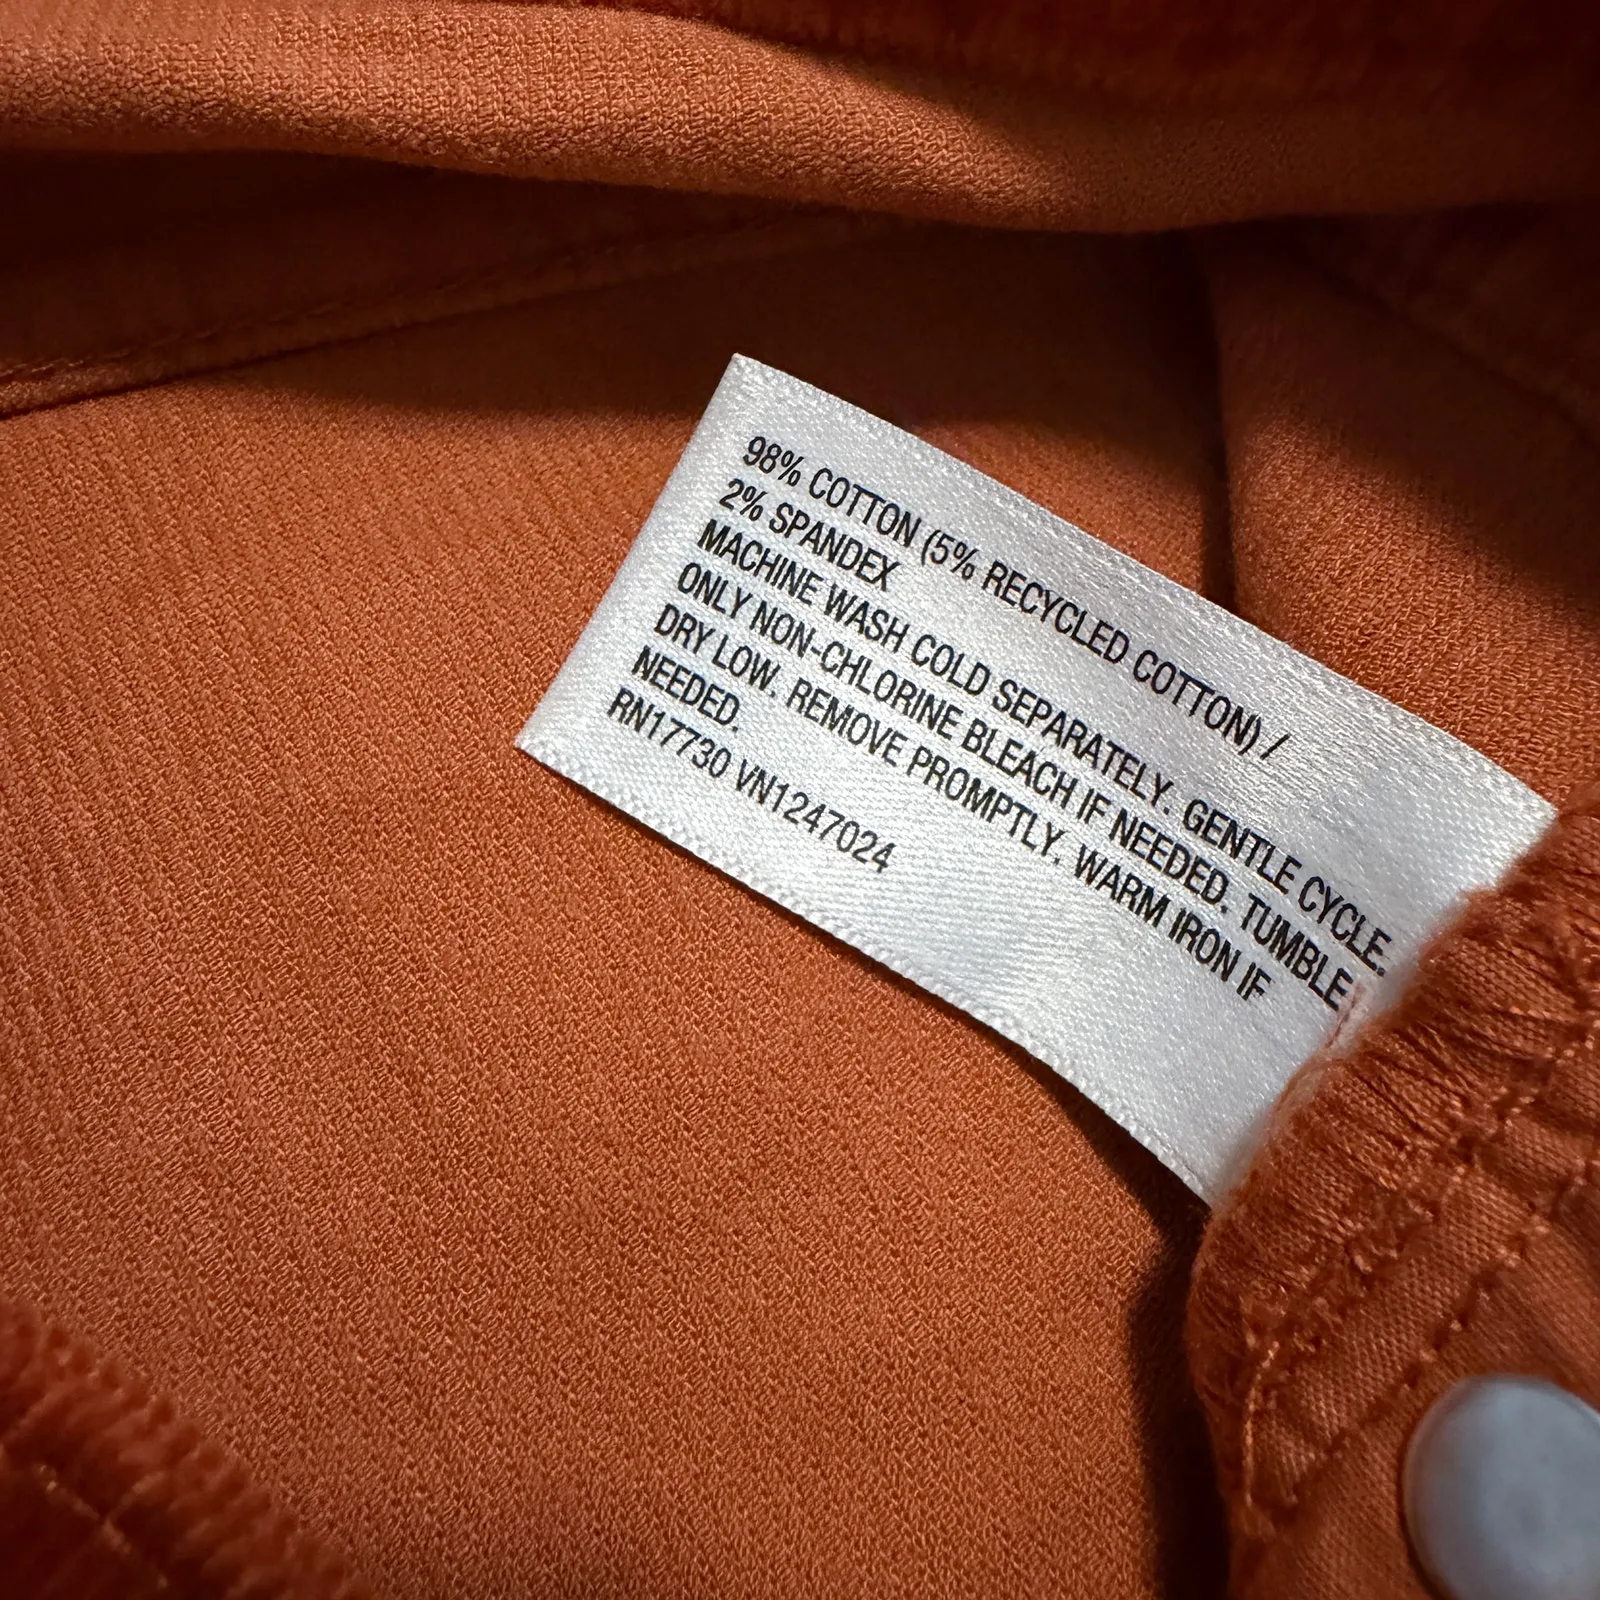 98% COTTON (5% RECYCLED COTTON) /
2% SPANDEX
MACHINE WASH COLD SEPARATELY. GENTLE CYCLE.
ONLY NON-CHLORINE BLEACH IF NEEDED. TUMBLE
DRY LOW. REMOVE PROMPTLY. WARM IRON IF
NEEDED.
RN17730 VN1247024